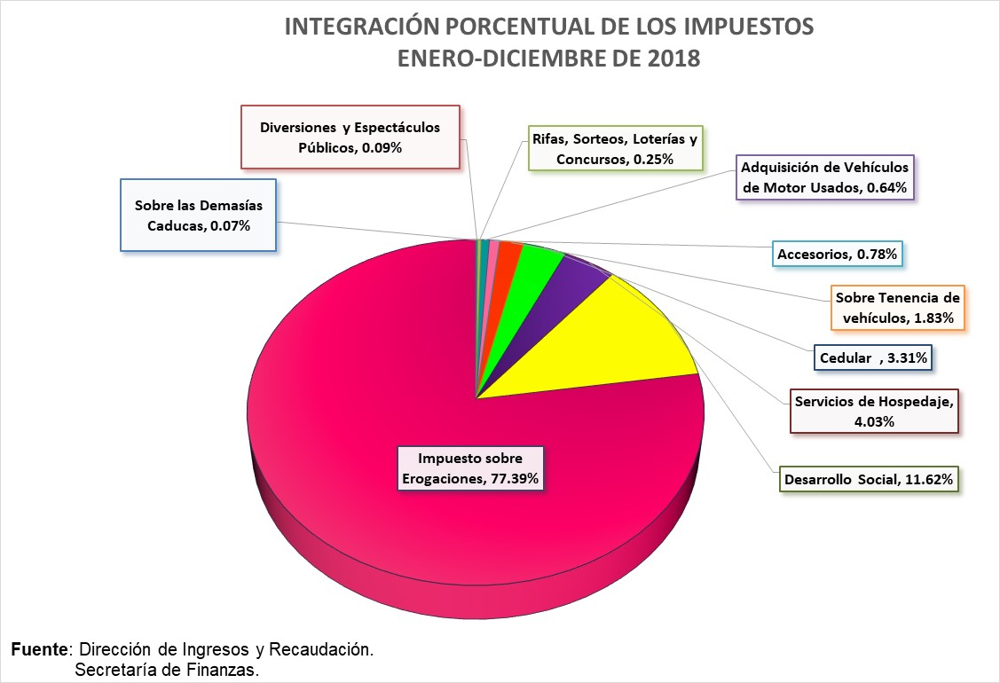 INTEGRACIÓN PORCENTUAL DE LOS IMPUESTOS
ENERO-DICIEMBRE DE 2018
Diversiones y Espectáculos
Públicos, 0.09%
Rifas, Sorteos, Loterías y
Concursos, 0.25%
Adquisición de Vehículos
de Motor Usados, 0.64%
Sobre las Demasías
Caducas, 0.07%
Accesorios, 0.78%
Sobre Tenencia de
vehículos, 1.83%
Cedular , 3.31%
Servicios de Hospedaje,
4.03%
Impuesto sobre
Erogaciones, 77.39%
Desarrollo Social, 11.62%
Fuente: Dirección de Ingresos y Recaudación.
Secretaría de Finanzas.